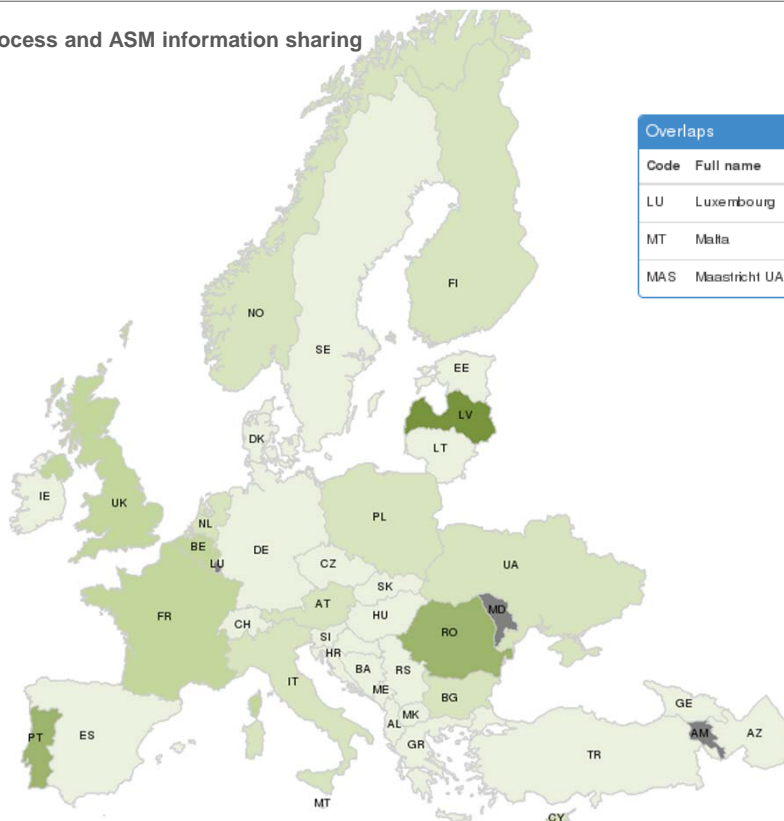 ocess and ASM information sharing
Overlaps
Code Full name
LU Luxembourg
MT Malta
MAS Maastricht UA
FI
NO
SE
EE
LV
DK
LT
IE
UK
NL
PL
BE
DE
LU
CZ
UA
SK
AT
MD
FR
HU
CH
RO
SI
HR
BA
RS
IT
ME
BG
MK
GE
AL
PT
ES
AM
AZ
GR
TR
MT
CY